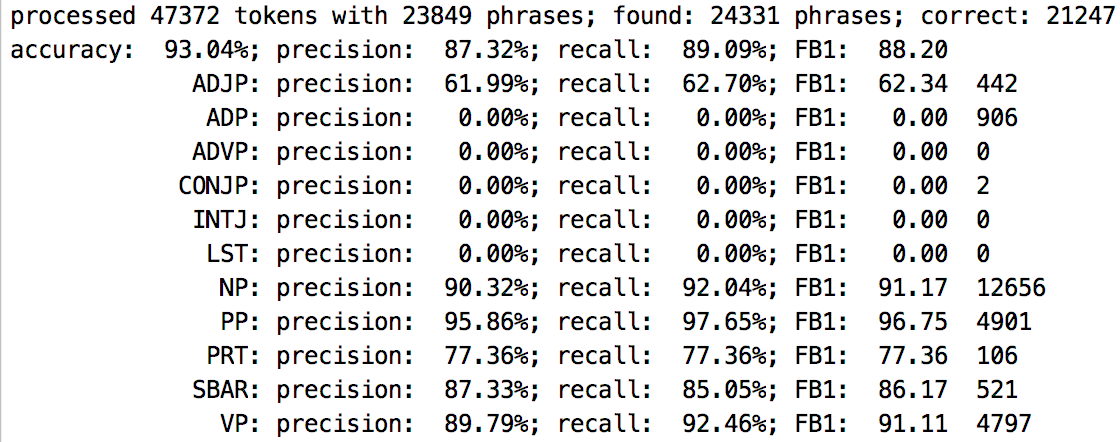 processed 47372 tokens with 23849 phrases; found: 24331 phrases; correct: 21247
accuracy:  93.04%; precision:  87.32%; recall:  89.09%; FB1:  88.20
ADJP: precision:  61.99%; recall:  62.70%; FB1:  62.34  442
ADP: precision:   0.00%; recall:   0.00%; FB1:   0.00  906
ADVP: precision:   0.00%; recall:   0.00%; FB1:   0.00  0
CONJP: precision:   0.00%; recall:   0.00%; FB1:   0.00  2
INTJ: precision:   0.00%; recall:   0.00%; FB1:   0.00  0
LST: precision:   0.00%; recall:   0.00%; FB1:   0.00  0
NP: precision:  90.32%; recall:  92.04%; FB1:  91.17  12656
PP: precision:  95.86%; recall:  97.65%; FB1:  96.75  4901
PRT: precision:  77.36%; recall:  77.36%; FB1:  77.36  106
SBAR: precision:  87.33%; recall:  85.05%; FB1:  86.17  521
VP: precision:  89.79%; recall:  92.46%; FB1:  91.11  4797